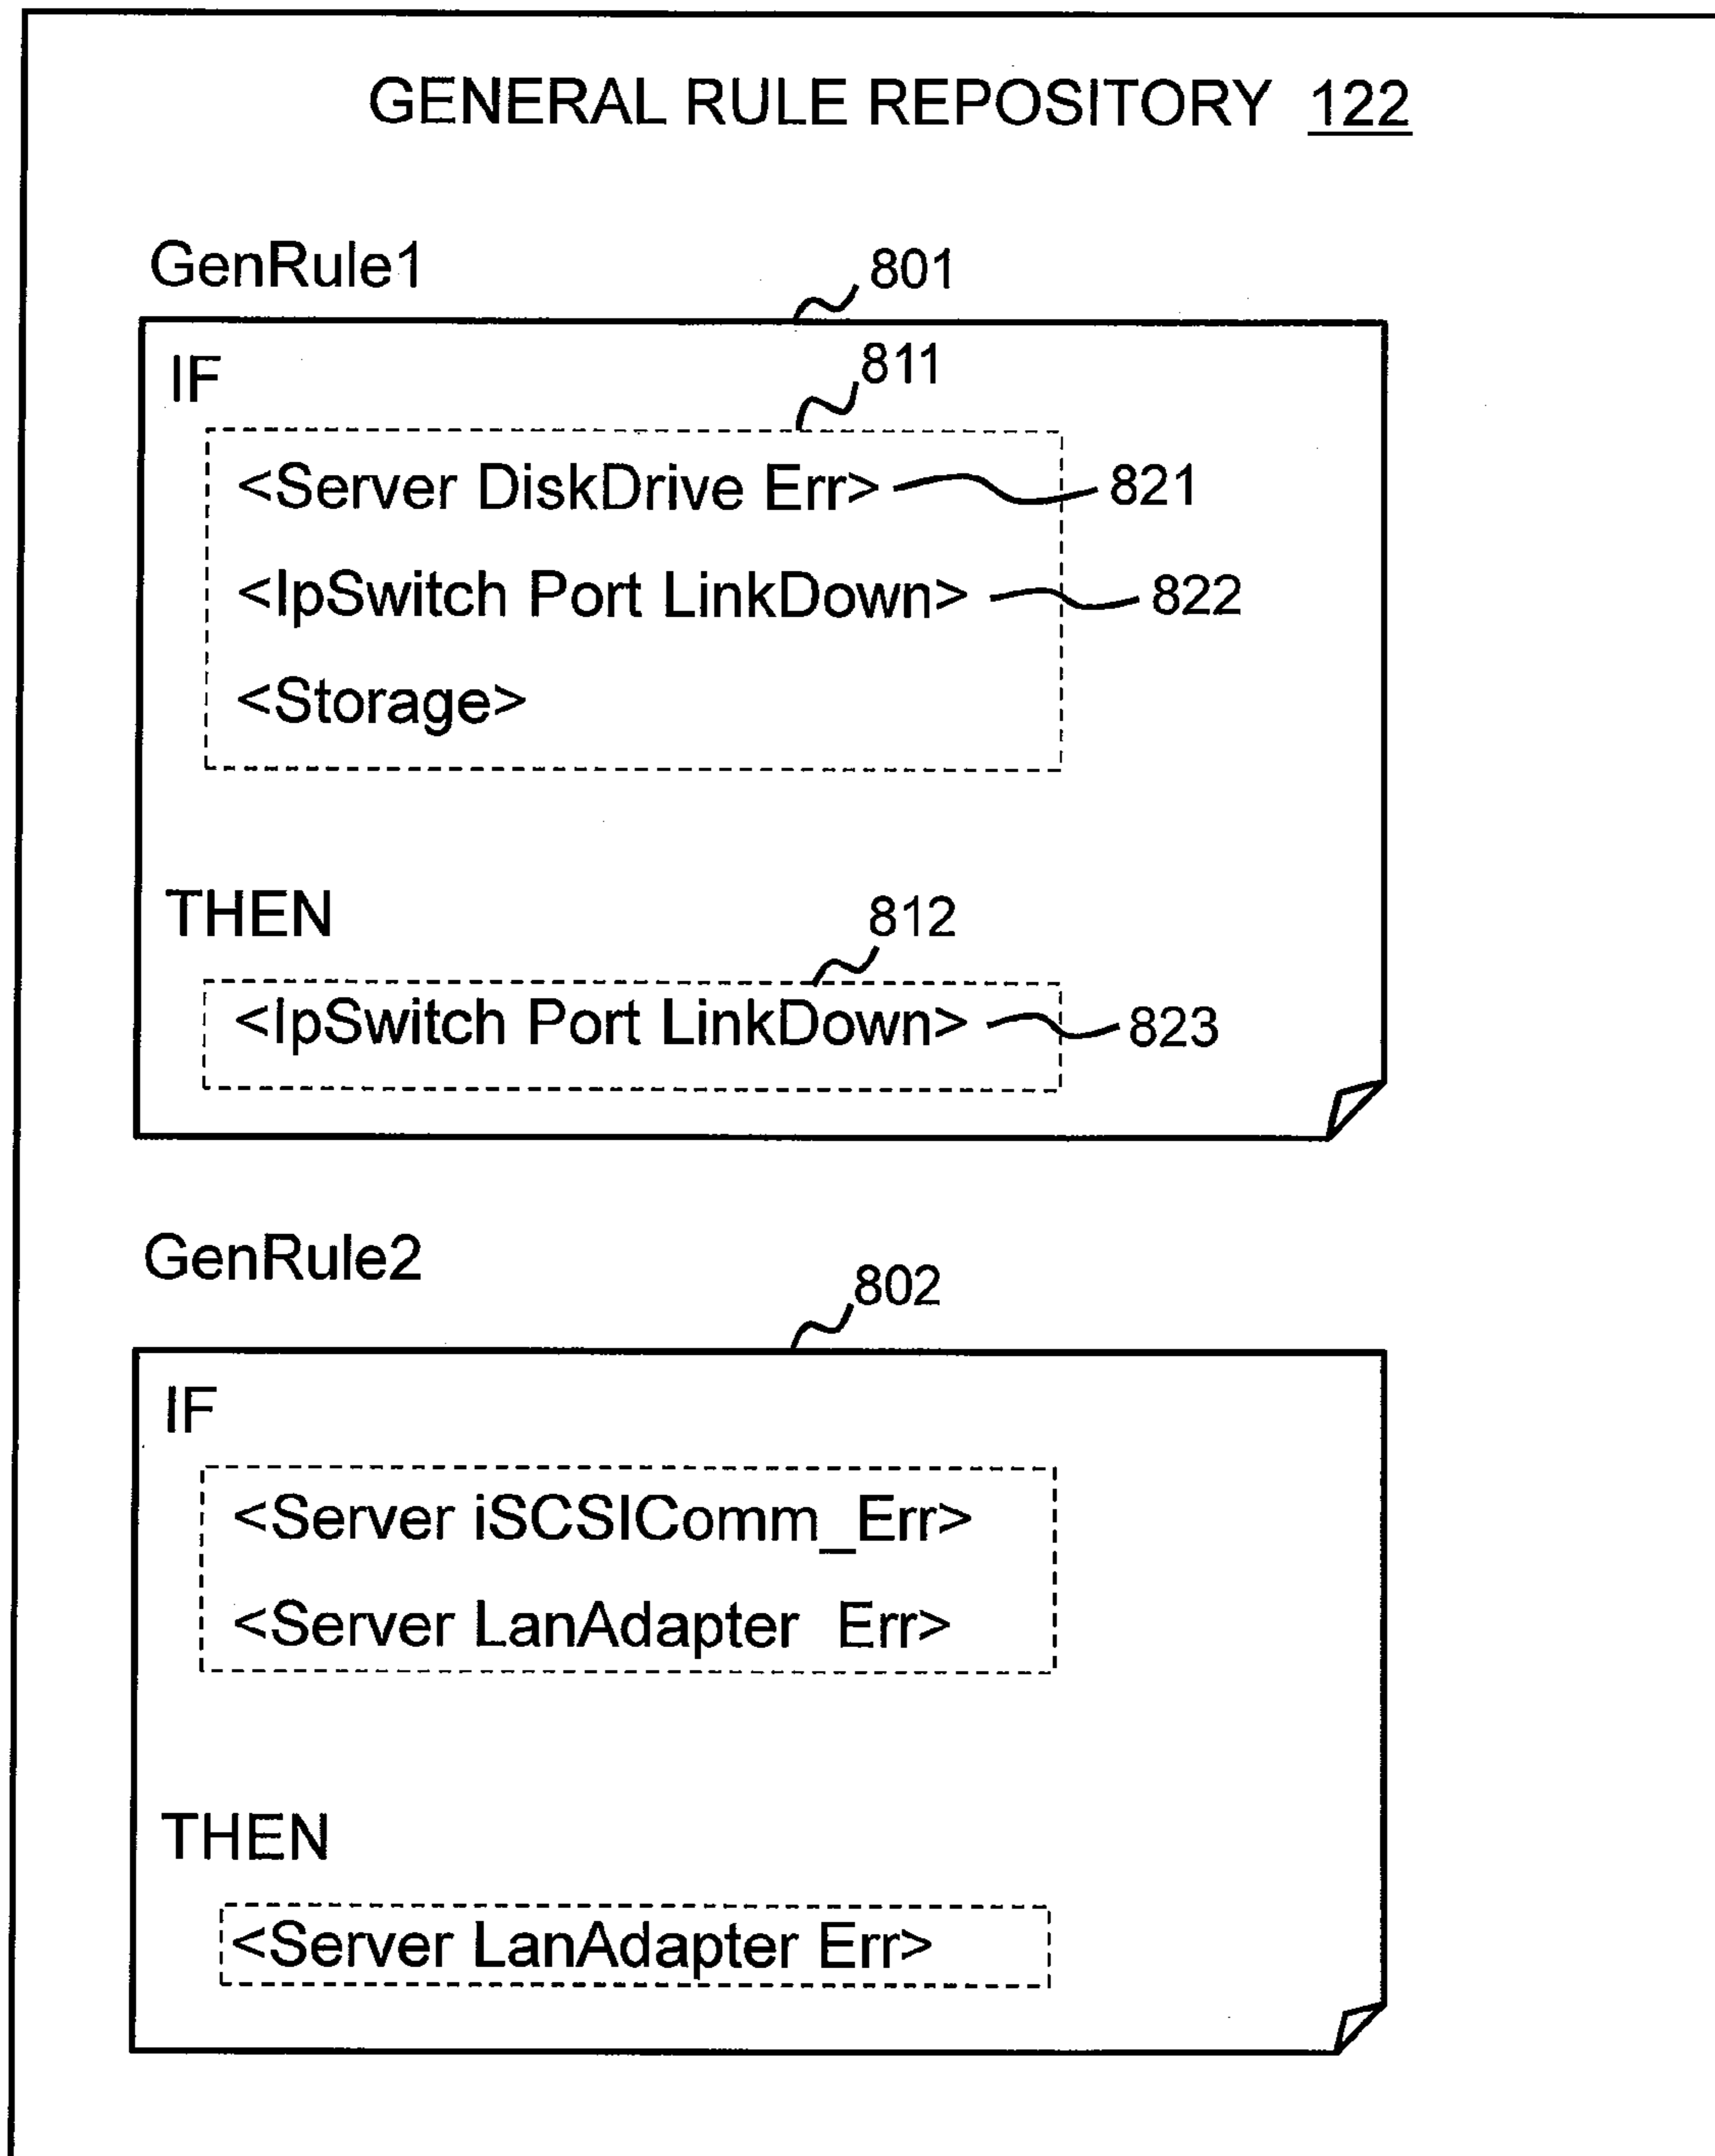 GENERAL RULE REPOSITORY 122
GenRule1
801
IF
811
<Server DiskDrive Err> 821
<IpSwitch Port LinkDown> 822
<Storage>
THEN
812
<IpSwitch Port LinkDown> 823
GenRule2
802
IF
<Server iSCSIComm_Err>
<Server LanAdapter Err>
THEN
<Server LanAdapter Err>